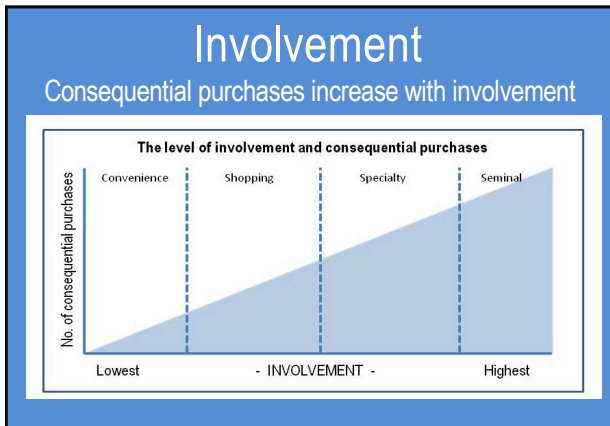 Involvement
Consequential purchases increase with involvement
The level of involvement and consequential purchases
Convenience Shopping Specialty Seminal
No. of consequential purchases
Lowest - INVOLVEMENT - Highest